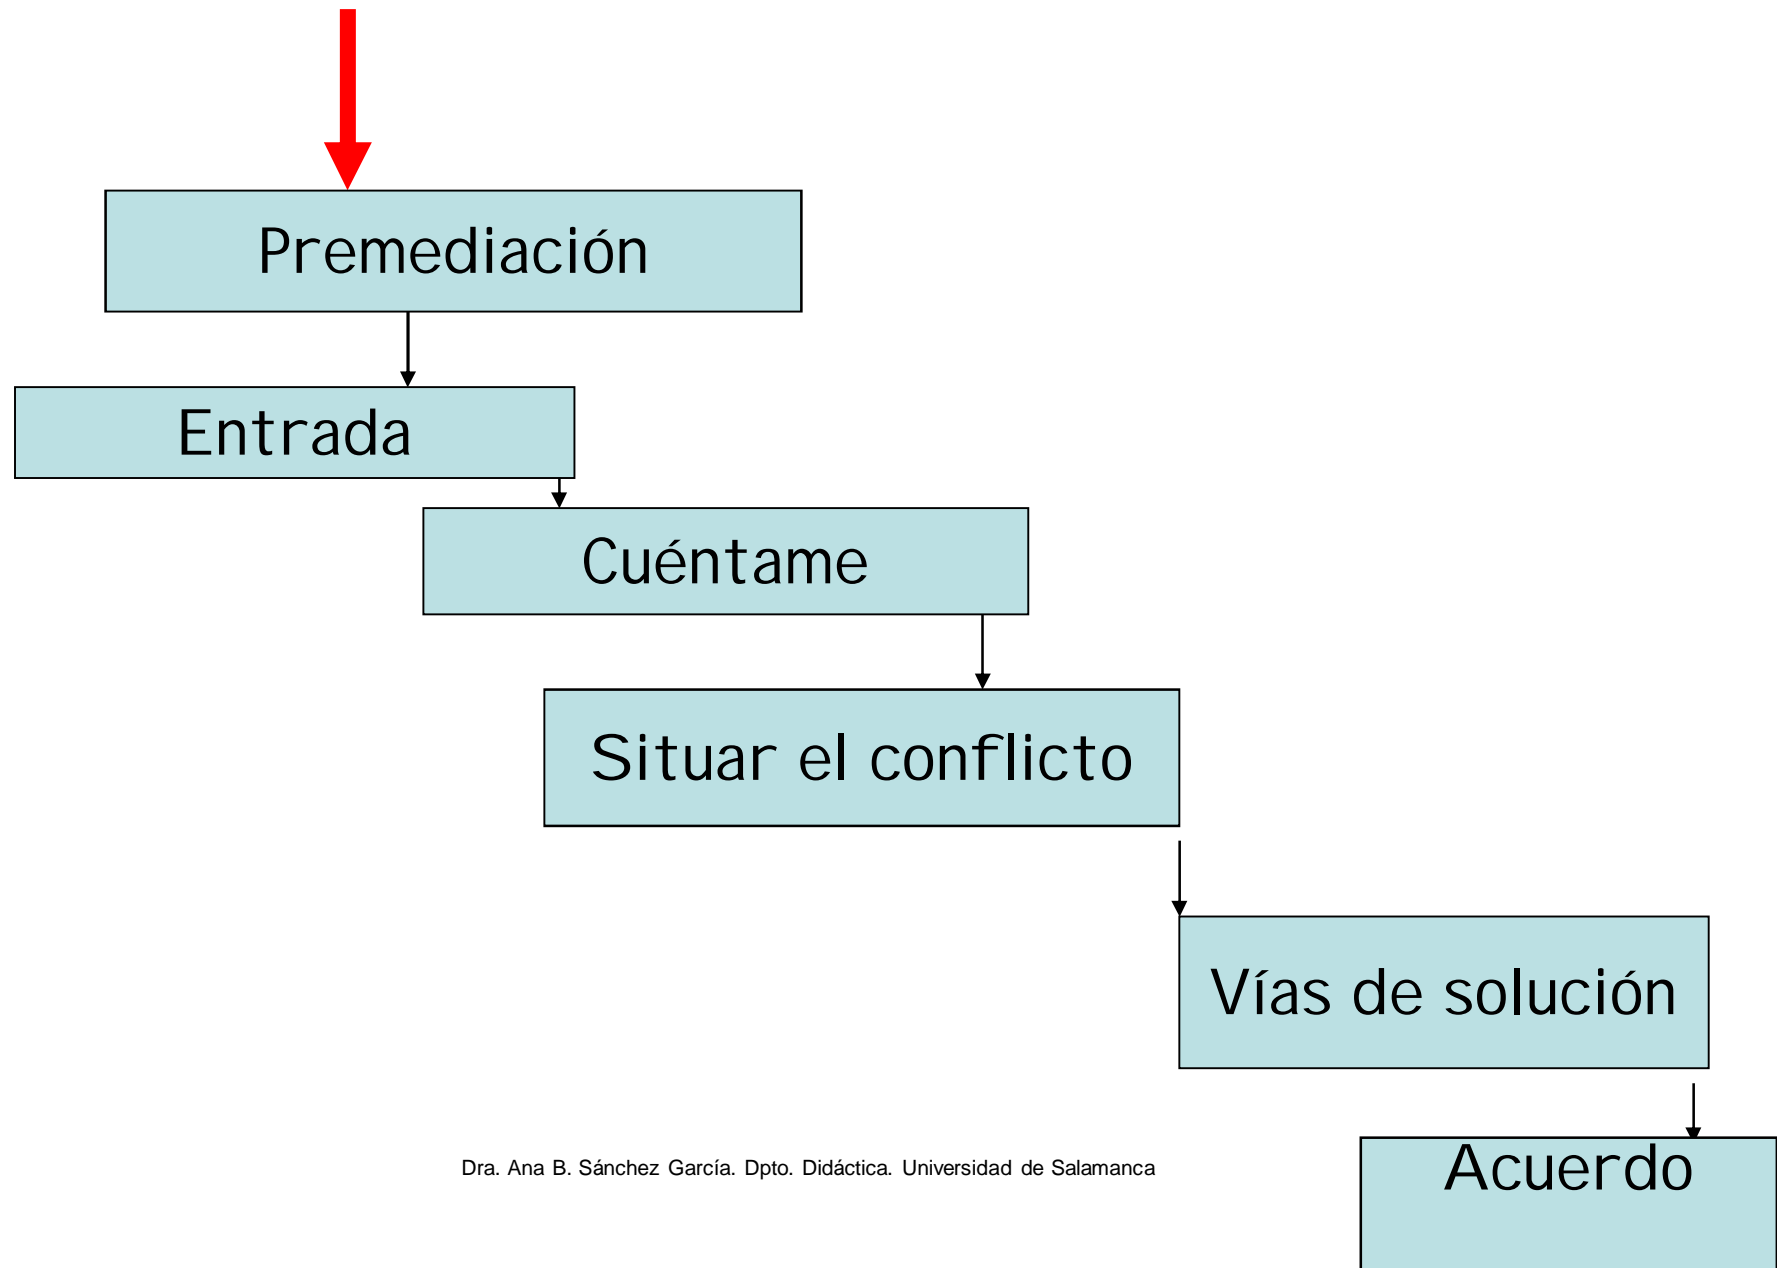 Premediación
Entrada
Cuéntame
Situar el conflicto
Vías de solución
Acuerdo
Dra. Ana B. Sánchez García. Dpto. Didáctica. Universidad de Salamanca